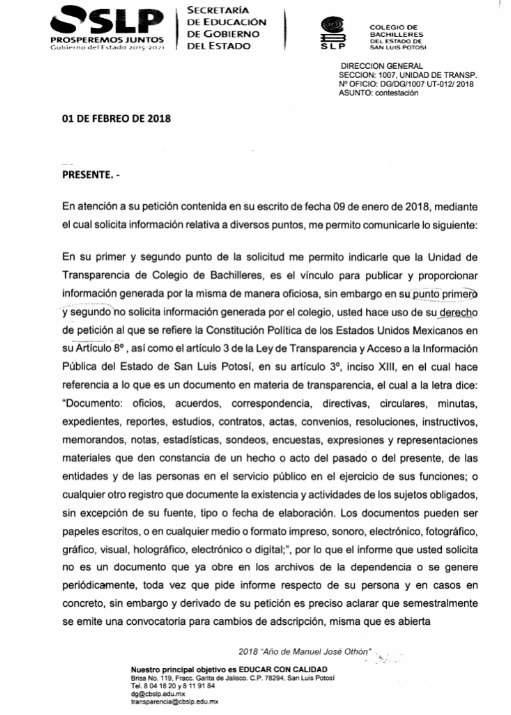 SLP
PROSPEREMOS JUNTOS
Gobierno del Estado 2015-2021
SECRETARÍA
DE EDUCACIÓN
DE GOBIERNO
DEL ESTADO
SLP
COLEGIO DE
BACHILLERES
DEL ESTADO DE
SAN LUIS POTOSÍ
DIRECCION GENERAL
SECCION: 1007, UNIDAD DE TRANSP.
Nº OFICIO: DG/DG/1007 UT-012/ 2018
ASUNTO: contestación
01 DE FEBREO DE 2018
PRESENTE. -
En atención a su petición contenida en su escrito de fecha 09 de enero de 2018, mediante
el cual solicita información relativa a diversos puntos, me permito comunicarle lo siguiente:
En su primer y segundo punto de la solicitud me permito indicarle que la Unidad de
Transparencia de Colegio de Bachilleres, es el vínculo para publicar y proporcionar
información generada por la misma de manera oficiosa, sin embargo en su punto primero
y segundo no solicita información generada por el colegio, usted hace uso de su derecho
de petición al que se refiere la Constitución Política de los Estados Unidos Mexicanos en
su Artículo 8º , así como el artículo 3 de la Ley de Transparencia y Acceso a la Información
Pública del Estado de San Luis Potosí, en su artículo 3º, inciso XIII, en el cual hace
referencia a lo que es un documento en materia de transparencia, el cual a la letra dice:
"Documento: oficios, acuerdos, correspondencia, directivas, circulares, minutas,
expedientes, reportes, estudios, contratos, actas, convenios, resoluciones, instructivos,
memorandos, notas, estadísticas, sondeos, encuestas, expresiones y representaciones
materiales que den constancia de un hecho o acto del pasado o del presente, de las
entidades y de las personas en el servicio público en el ejercicio de sus funciones; o
cualquier otro registro que documente la existencia y actividades de los sujetos obligados,
sin excepción de su fuente, tipo o fecha de elaboración. Los documentos pueden ser
papeles escritos, o en cualquier medio o formato impreso, sonoro, electrónico, fotográfico,
gráfico, visual, holográfico, electrónico o digital;", por lo que el informe que usted solicita
no es un documento que ya obre en los archivos de la dependencia o se genere
periódicamente, toda vez que pide informe respecto de su persona y en casos en
concreto, sin embargo y derivado de su petición es preciso aclarar que semestralmente
se emite una convocatoria para cambios de adscripción, misma que es abierta
2018 "Año de Manuel José Othón"
Nuestro principal objetivo es EDUCAR CON CALIDAD
Brisa No. 119, Fracc. Garita de Jalisco. C.P. 78294, San Luis Potosí
Tel. 8 04 18 20 y 8 11 91 84
dg@cbslp.edu.mx
transparencia@cbslp.edu.mx